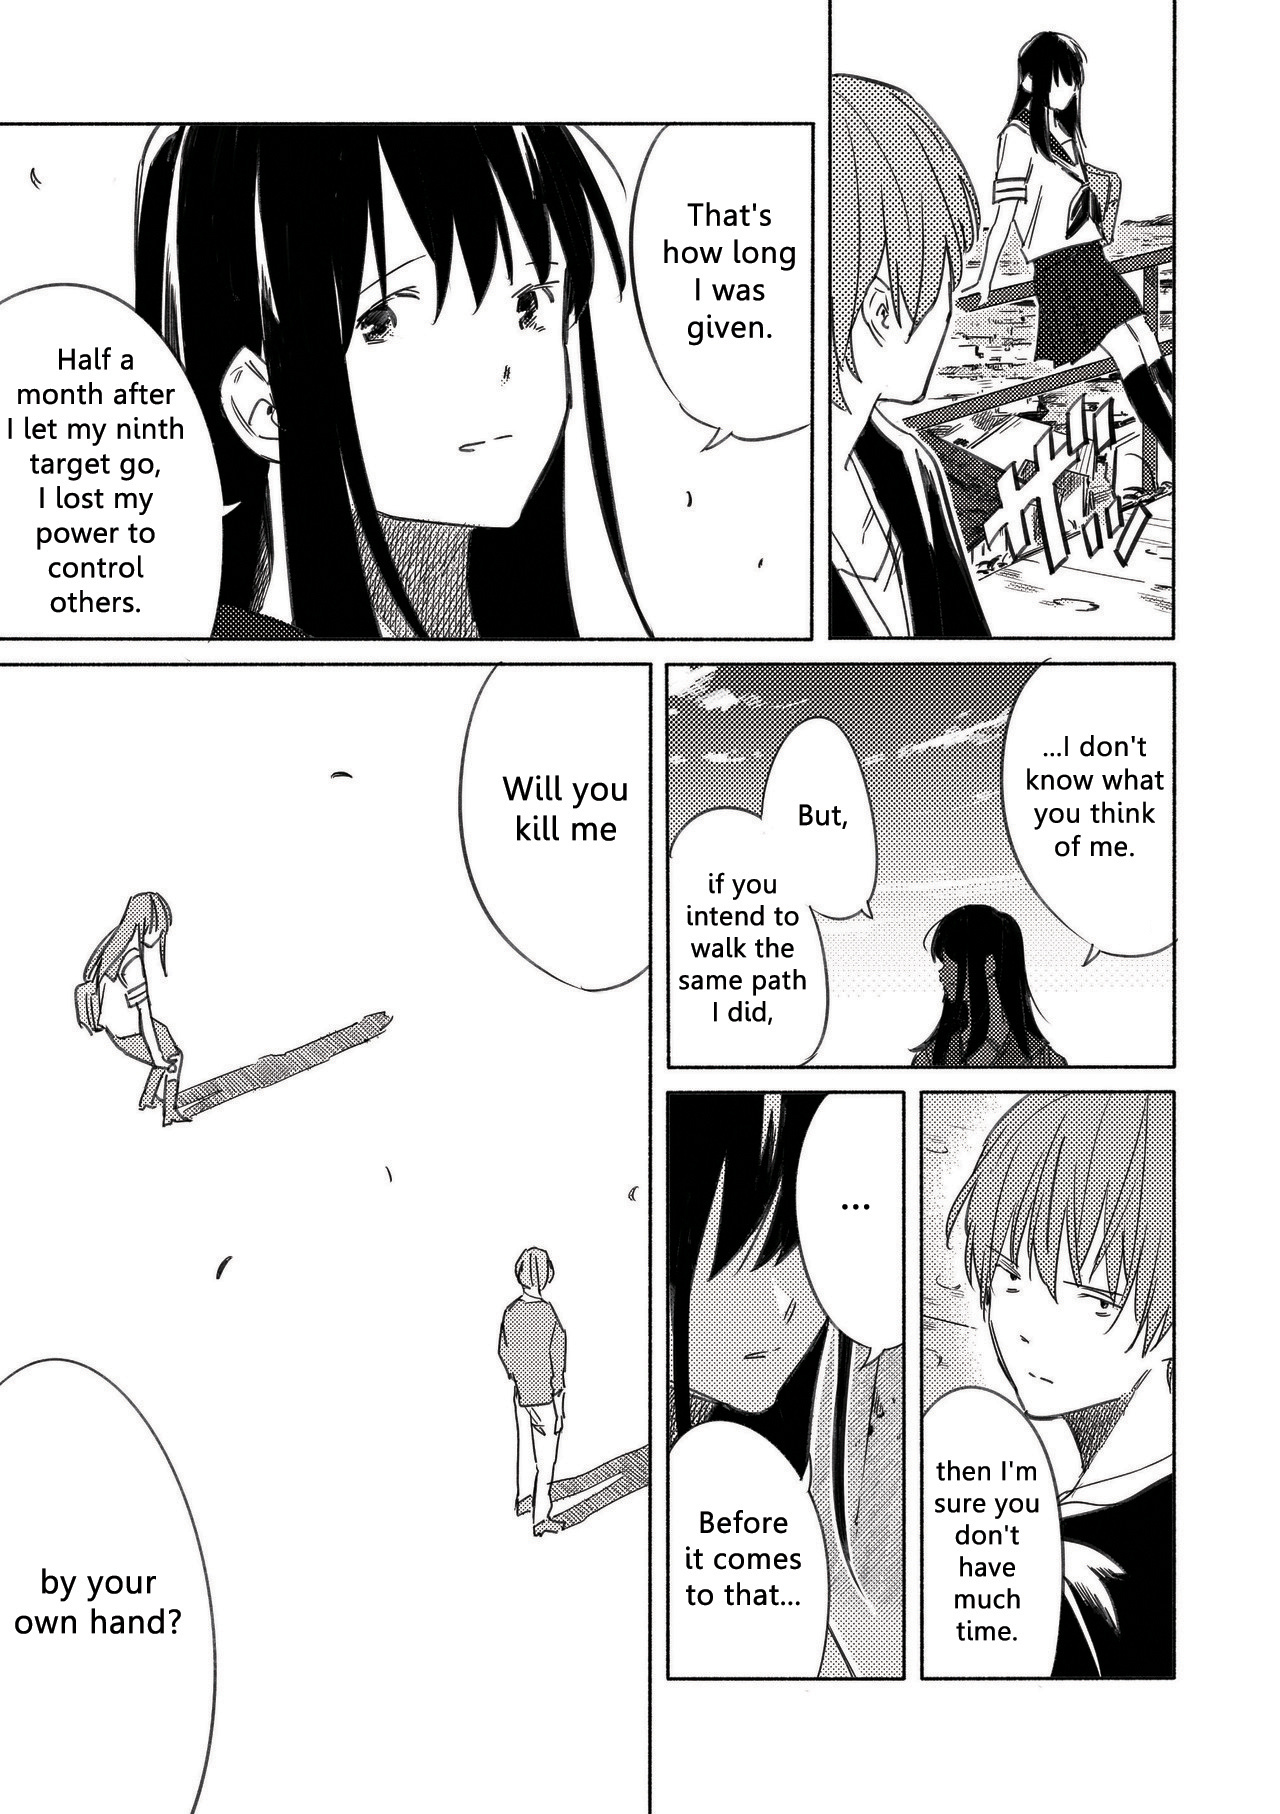 ザッ
That's
how long
I was
given.
Half a
month after
I let my ninth
target go,
I lost my
power to
control
others.
...I don't
know what
you think
of me.
But,
if you
intend to
walk the
same path
I did,
then I'm
sure you
don't
have
much
time.
...
Before
it comes
to that...
Will you
kill me
by your
own hand?